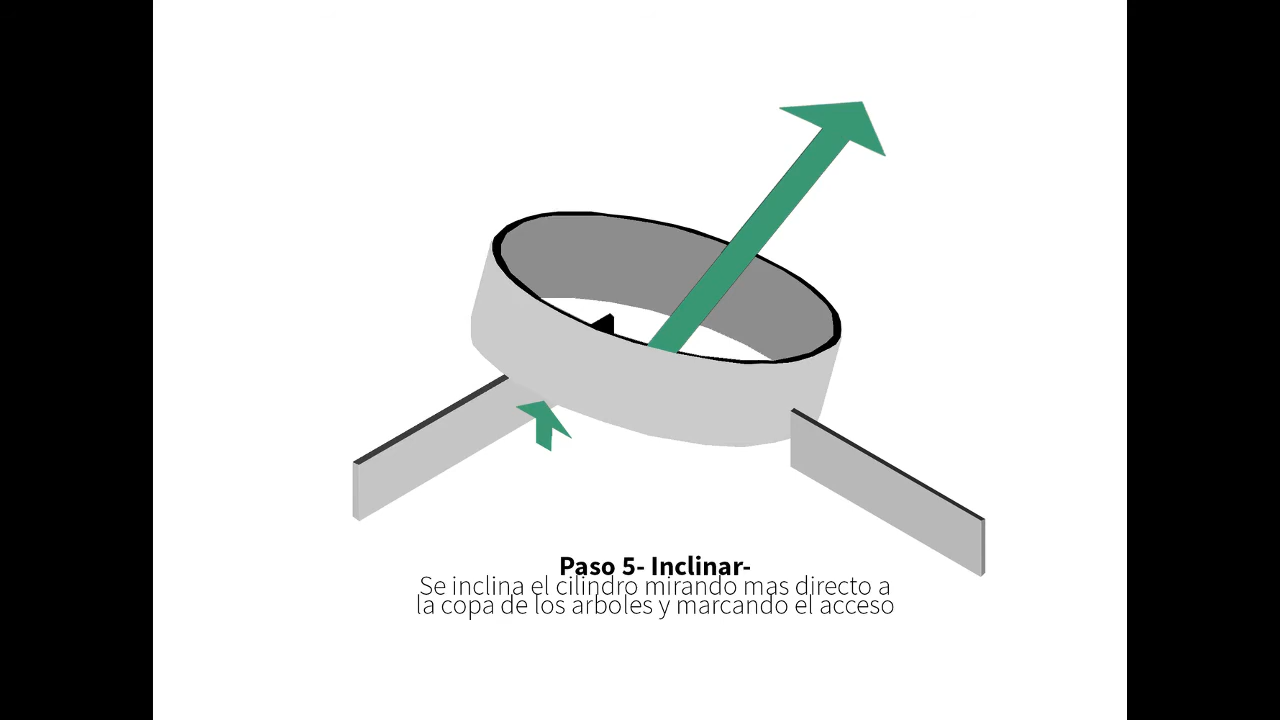 Paso 5- Inclinar-
Se inclina el cilindro mirando mas directo a
la copa de los arboles y marcando el acceso